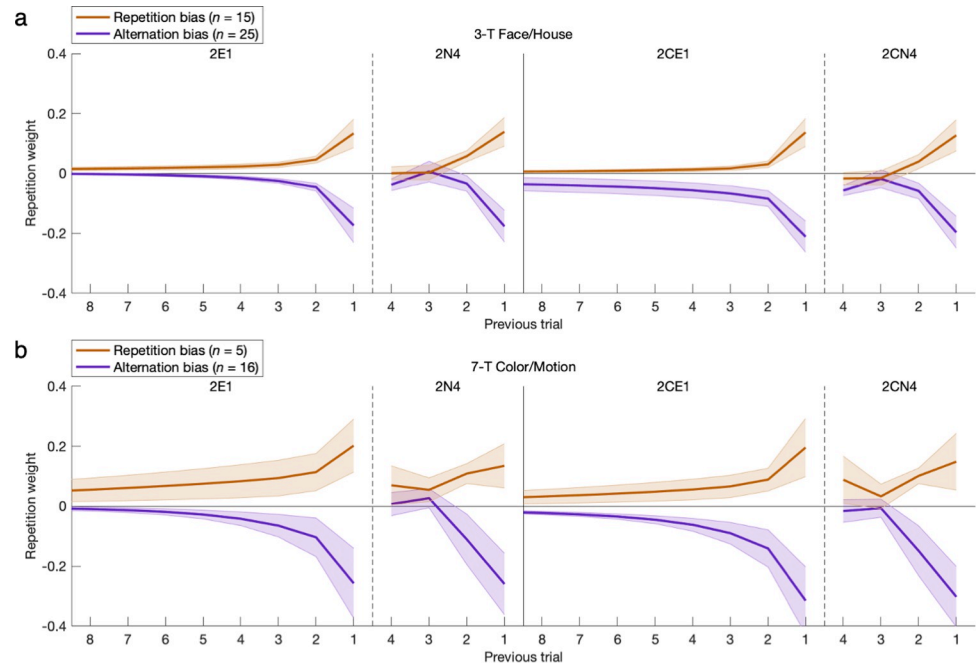 a
Repetition bias (n = 15)
Alternation bias (n = 25)
3-T Face/House
2E1 2N4 2CE1 2CN4
Repetition weight
0.4
0.2
0
-0.2
-0.4
8 7 6 5 4 3 2 1 4 3 2 1 8 7 6 5 4 3 2 1 4 3 2 1
Previous trial
b
Repetition bias (n = 5)
Alternation bias (n = 16)
7-T Color/Motion
2E1 2N4 2CE1 2CN4
Repetition weight
0.4
0.2
0
-0.2
-0.4
8 7 6 5 4 3 2 1 4 3 2 1 8 7 6 5 4 3 2 1 4 3 2 1
Previous trial